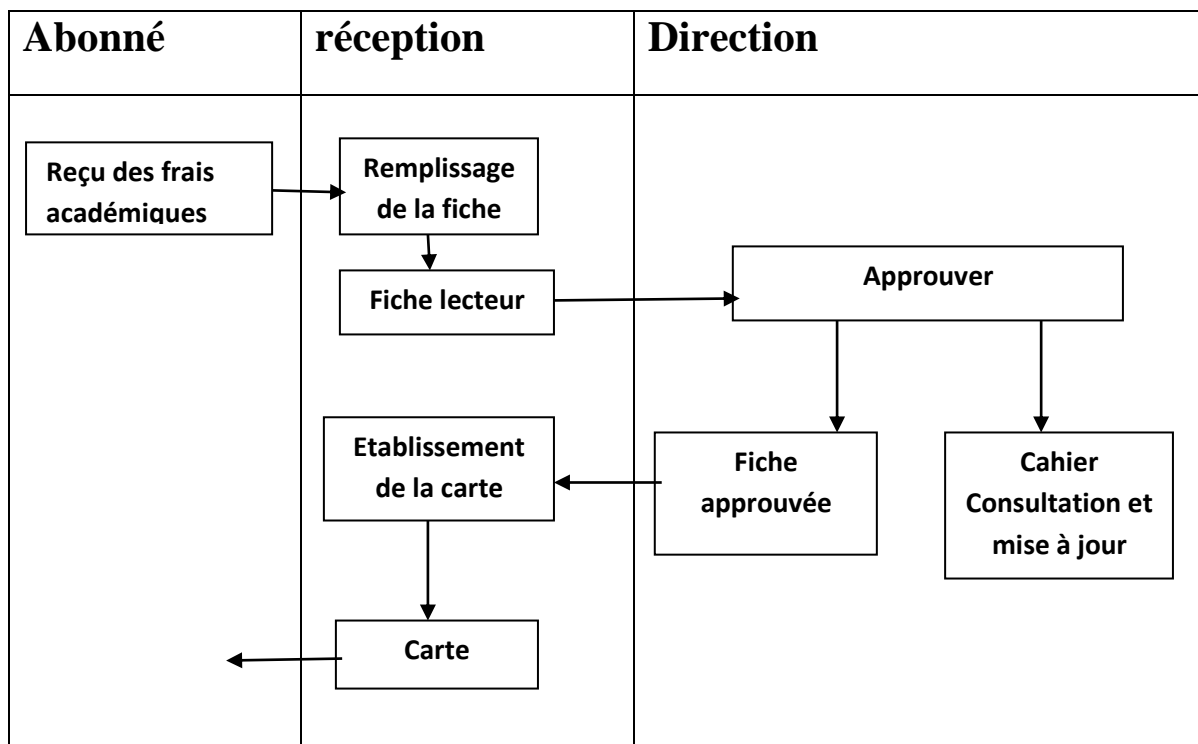 Abonné
réception
Direction
Reçu des frais
académiques
Remplissage
de la fiche
Fiche lecteur
Approuver
Etablissement
de la carte
Fiche
approuvée
Cahier
Consultation et
mise à jour
Carte